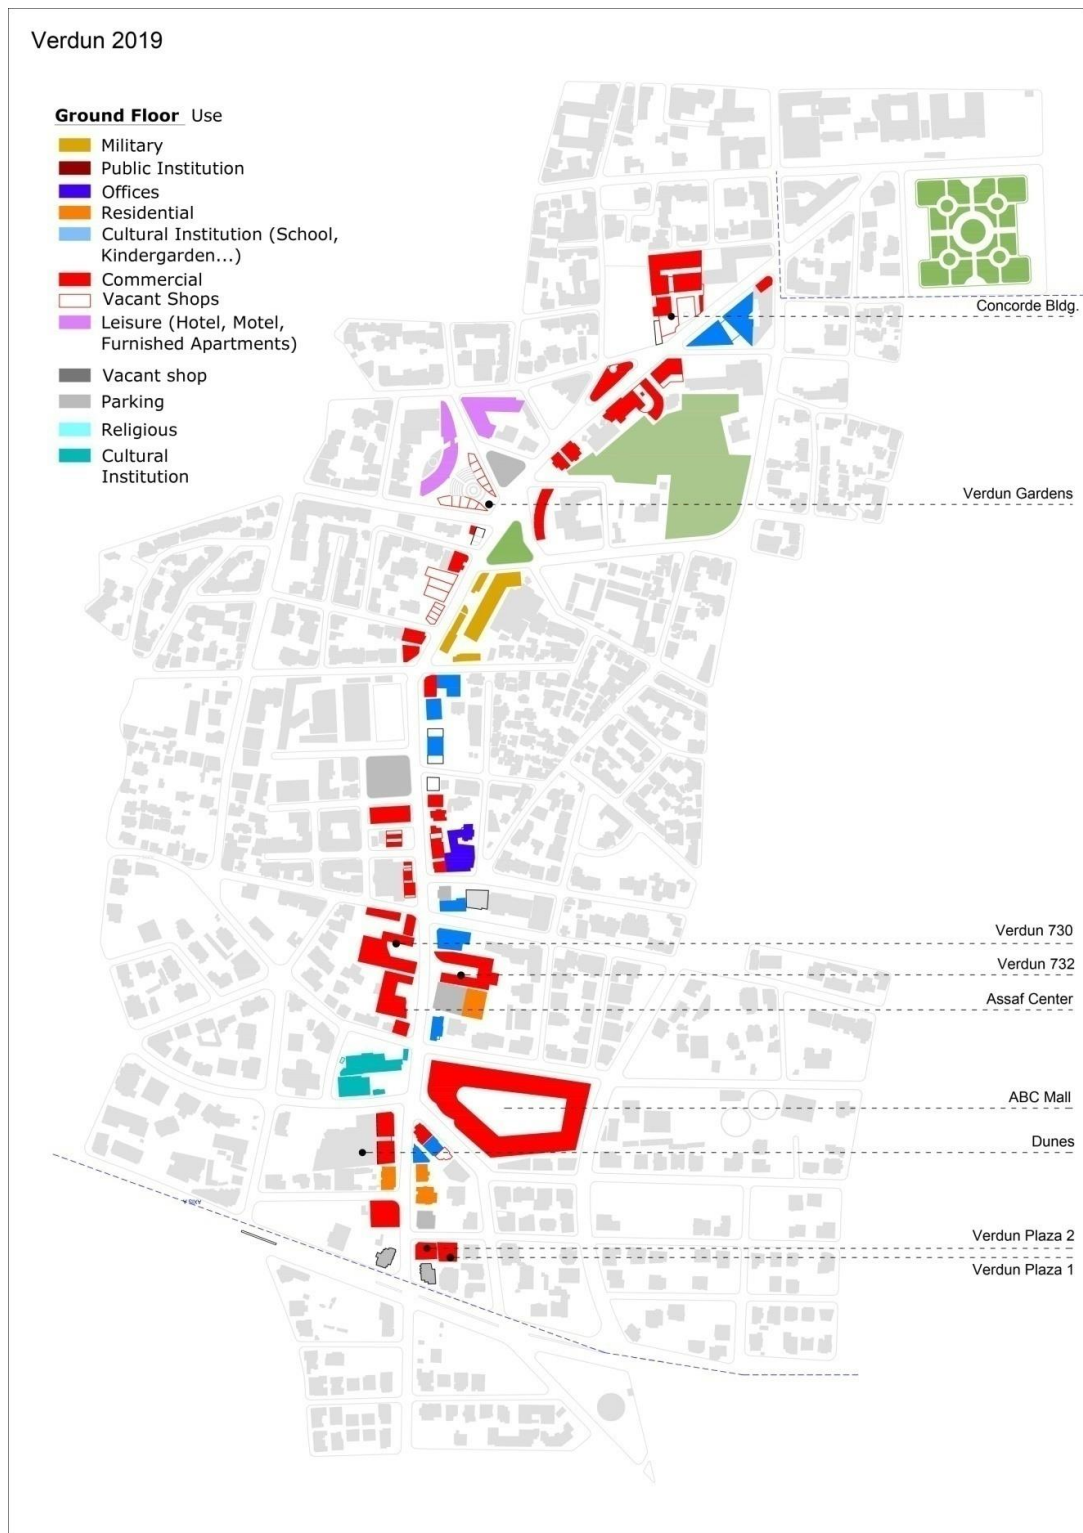 Verdun 2019
Ground Floor Use
Military
Public Institution
Offices
Residential
Cultural Institution (School,
Kindergarden...)
Commercial
Vacant Shops
Leisure (Hotel, Motel,
Furnished Apartments)
Vacant shop
Parking
Religious
Cultural
Institution
Concorde Bldg.
Verdun Gardens
Verdun 730
Verdun 732
Assaf Center
ABC Mall
Dunes
Verdun Plaza 2
Verdun Plaza 1